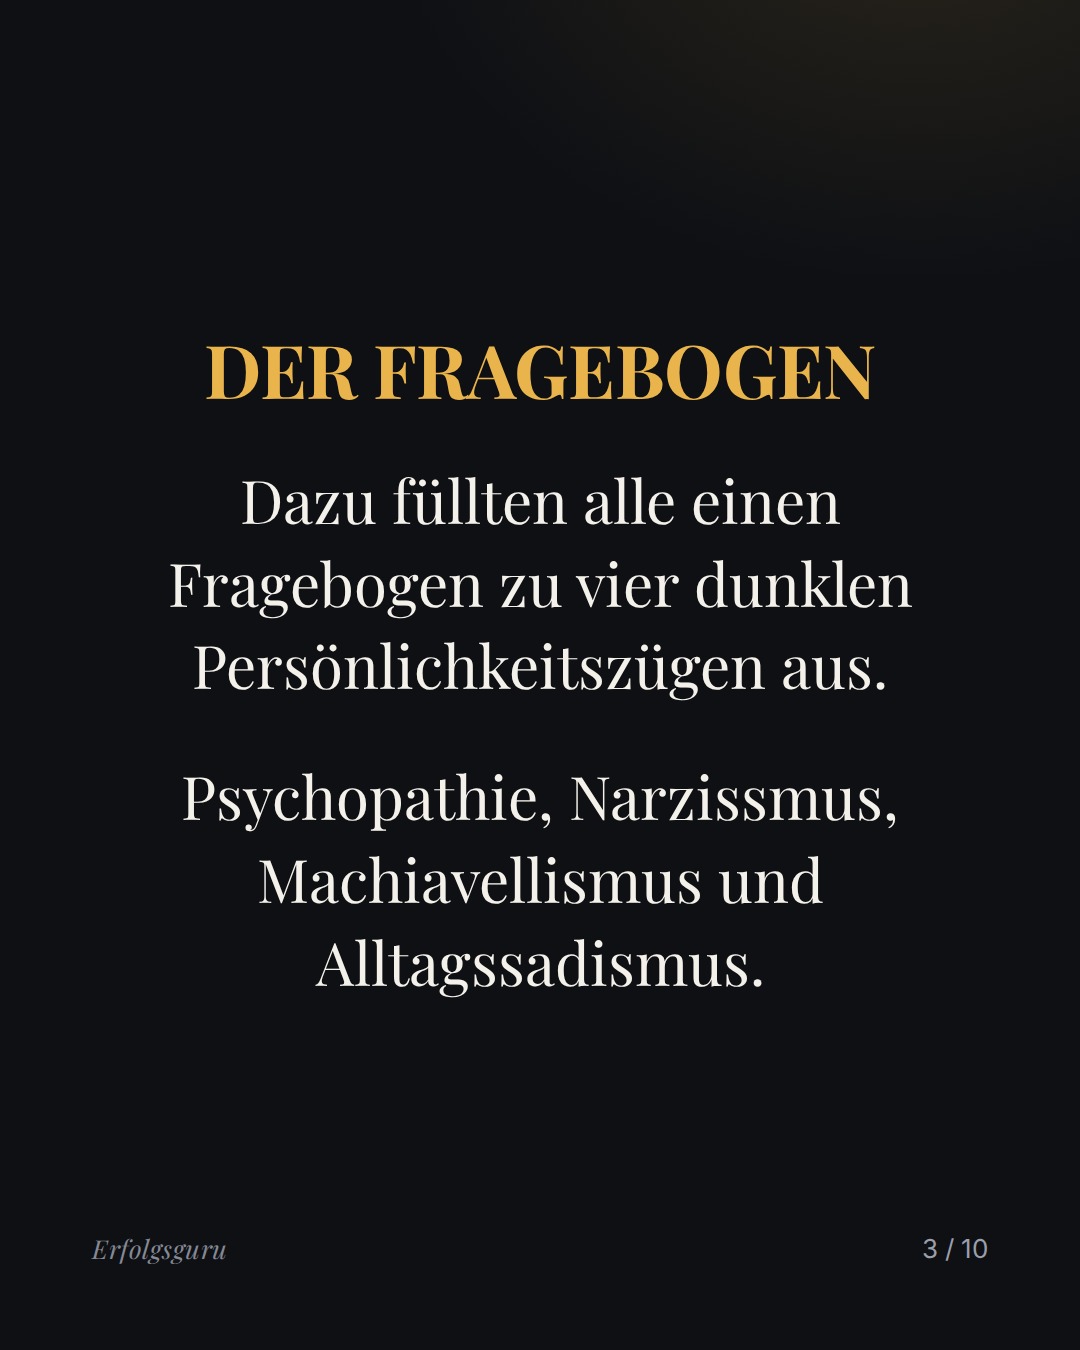 DER FRAGEBOGEN
Dazu füllten alle einen
Fragebogen zu vier dunklen
Persönlichkeitszügen aus.
Psychopathie, Narzissmus,
Machiavellismus und
Alltagssadismus.
Erfolgsguru
3 / 10